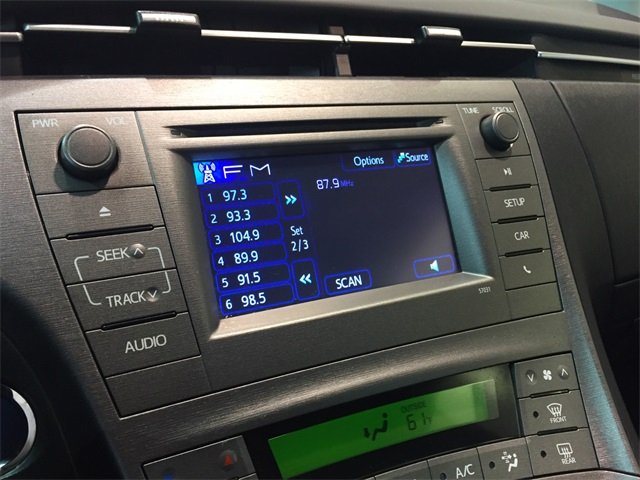 PWR VOL
TUNE SCROLL
FM
Options
Source
1 97.3
87.9 MHz
2 93.3
3 104.9
Set
2/3
4 89.9
5 91.5
6 98.5
SCAN
SEEK
TRACK
AUDIO
SETUP
CAR
57031
OUTSIDE
61F
FRONT
REAR
A/C